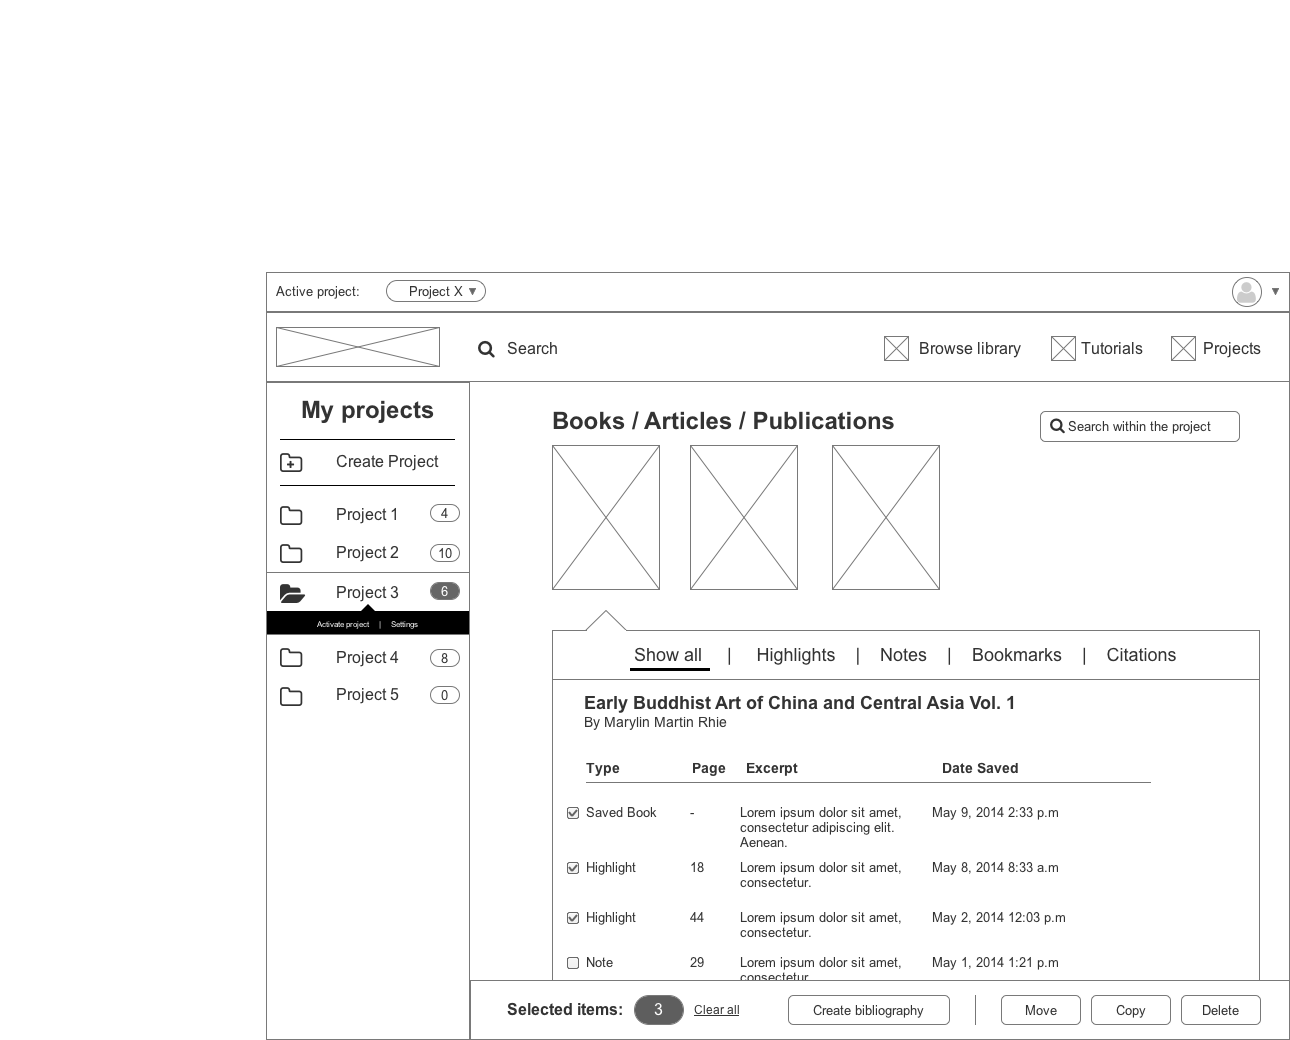 Active project: Project X ▼ ▼
Search Browse library Tutorials Projects
My projects
Create Project
Project 1 4
Project 2 10
Project 3 6
Activate project | Settings
Project 4 8
Project 5 0
Books / Articles / Publications
Search within the project
Show all | Highlights | Notes | Bookmarks | Citations
Early Buddhist Art of China and Central Asia Vol. 1
By Marylin Martin Rhie
Type Page Excerpt Date Saved
Saved Book - Lorem ipsum dolor sit amet, May 9, 2014 2:33 p.m
consectetur adipiscing elit.
Aenean.
Highlight 18 Lorem ipsum dolor sit amet, May 8, 2014 8:33 a.m
consectetur.
Highlight 44 Lorem ipsum dolor sit amet, May 2, 2014 12:03 p.m
consectetur.
Note 29 Lorem ipsum dolor sit amet, May 1, 2014 1:21 p.m
consectetur
Selected items: 3 Clear all Create bibliography Move Copy Delete